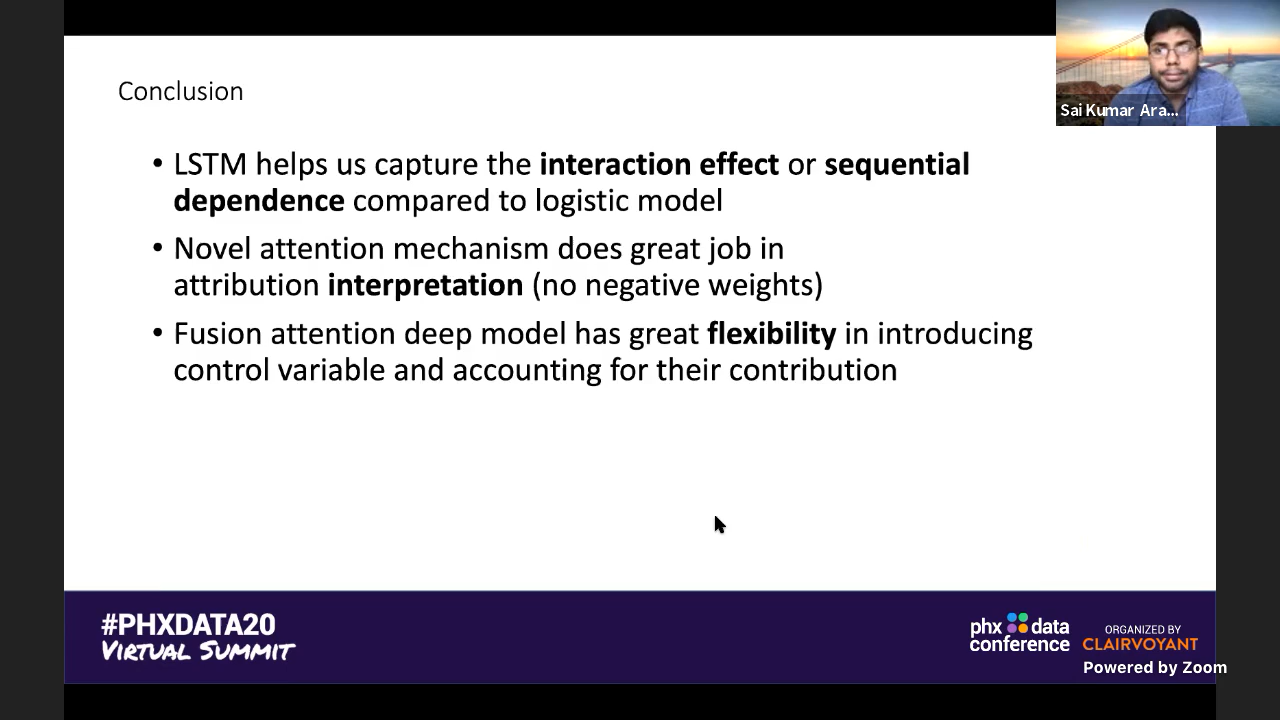 Conclusion
Sai Kumar Ara...
• LSTM helps us capture the interaction effect or sequential
dependence compared to logistic model
• Novel attention mechanism does great job in
attribution interpretation (no negative weights)
• Fusion attention deep model has great flexibility in introducing
control variable and accounting for their contribution
#PHXDATA20
VIRTUAL SUMMIT
phx data
conference
ORGANIZED BY
CLAIRVOYANT
Powered by Zoom